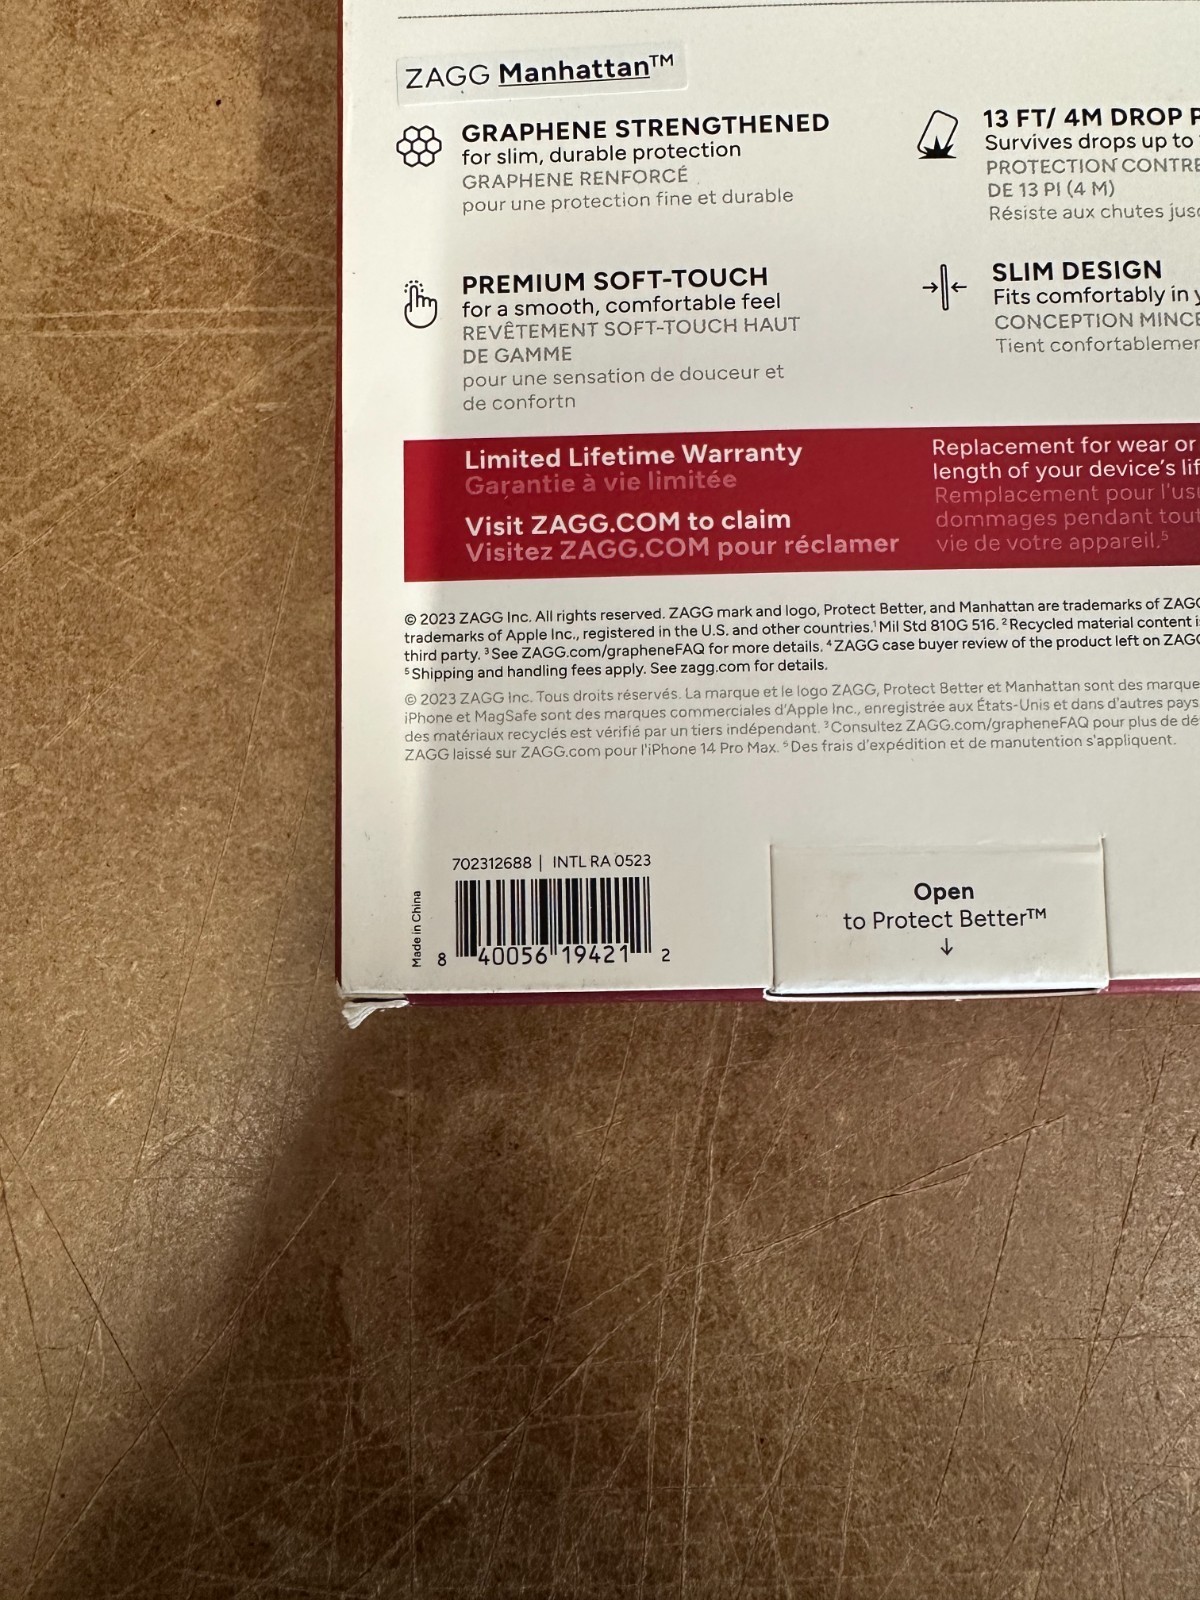 ZAGG Manhattan™
GRAPHENE STRENGTHENED
for slim, durable protection
GRAPHENE RENFORCÉ
pour une protection fine et durable
13 FT/ 4M DROP
Survives drops up to
PROTECTION CONTRE
DE 13 PI (4 M)
Résiste aux chutes
PREMIUM SOFT-TOUCH
for a smooth, comfortable feel
REVÊTEMENT SOFT-TOUCH HAUT
DE GAMME
pour une sensation de douceur et
de confortn
SLIM DESIGN
Fits comfortably in
CONCEPTION MINCE
Tient
Limited Lifetime Warranty
Garantie à vie limitée
Visit ZAGG.COM to claim
Visitez ZAGG.COM pour réclamer
Replacement for wear or
length of your device's
Remplacement pour
dommages pendant
vie de votre appareil.⁵
© 2023 ZAGG Inc. All rights reserved. ZAGG mark and logo, Protect Better, and Manhattan are trademarks of ZAGG
trademarks of Apple Inc., registered in the U.S. and other countries.¹ Mil Std 810G 516. ² Recycled material content
third party. ³ See ZAGG.com/grapheneFAQ for more details. ⁴ ZAGG case buyer review of the product left on ZAGG
⁵ Shipping and handling fees apply. See zagg.com for details.
© 2023 ZAGG Inc. Tous droits réservés. La marque et le logo ZAGG, Protect Better et Manhattan sont des
iPhone et MagSafe sont des marques commerciales d'Apple Inc., enregistrée aux États-Unis et dans d'autres pays
des matériaux recyclés est vérifié par un tiers indépendant. ³ Consultez ZAGG.com/grapheneFAQ pour plus de
ZAGG laissé sur ZAGG.com pour l'iPhone 14 Pro Max. ⁵ Des frais d'expédition et de manutention s'appliquent.
702312688 | INTL RA 0523
Made in China
8 40056 19421 2
Open
to Protect Better™
↓